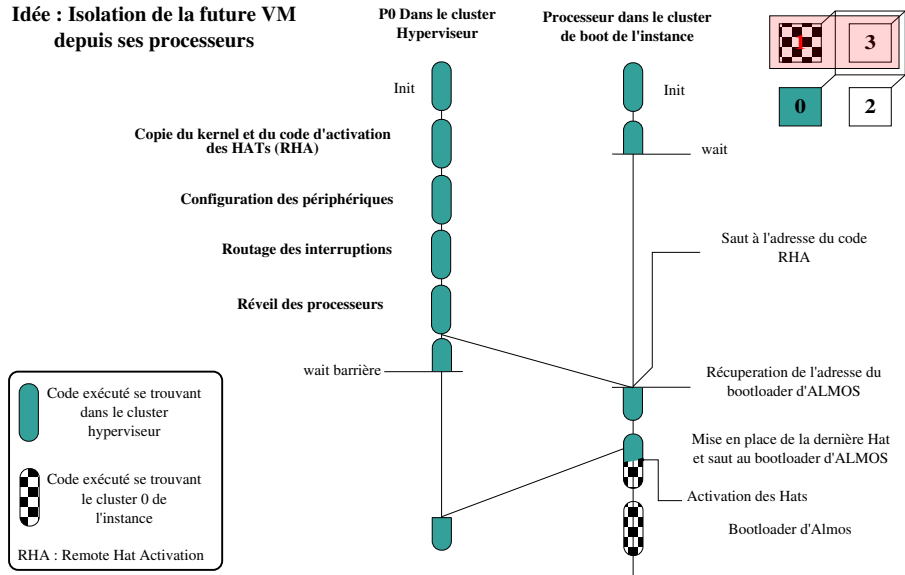 Idée : Isolation de la future VM
depuis ses processeurs
P0 Dans le cluster
Hyperviseur
Processeur dans le cluster
de boot de l'instance
1
3
0
2
Init
Init
Copie du kernel et du code d'activation
des HATs (RHA)
wait
Configuration des périphériques
Routage des interruptions
Saut à l'adresse du code
RHA
Réveil des processeurs
wait barrière
Récuperation de l'adresse du
bootloader d'ALMOS
Mise en place de la dernière Hat
et saut au bootloader d'ALMOS
Activation des Hats
Bootloader d'Almos
Code exécuté se trouvant
dans le cluster
hyperviseur
Code exécuté se trouvant
le cluster 0 de
l'instance
RHA : Remote Hat Activation